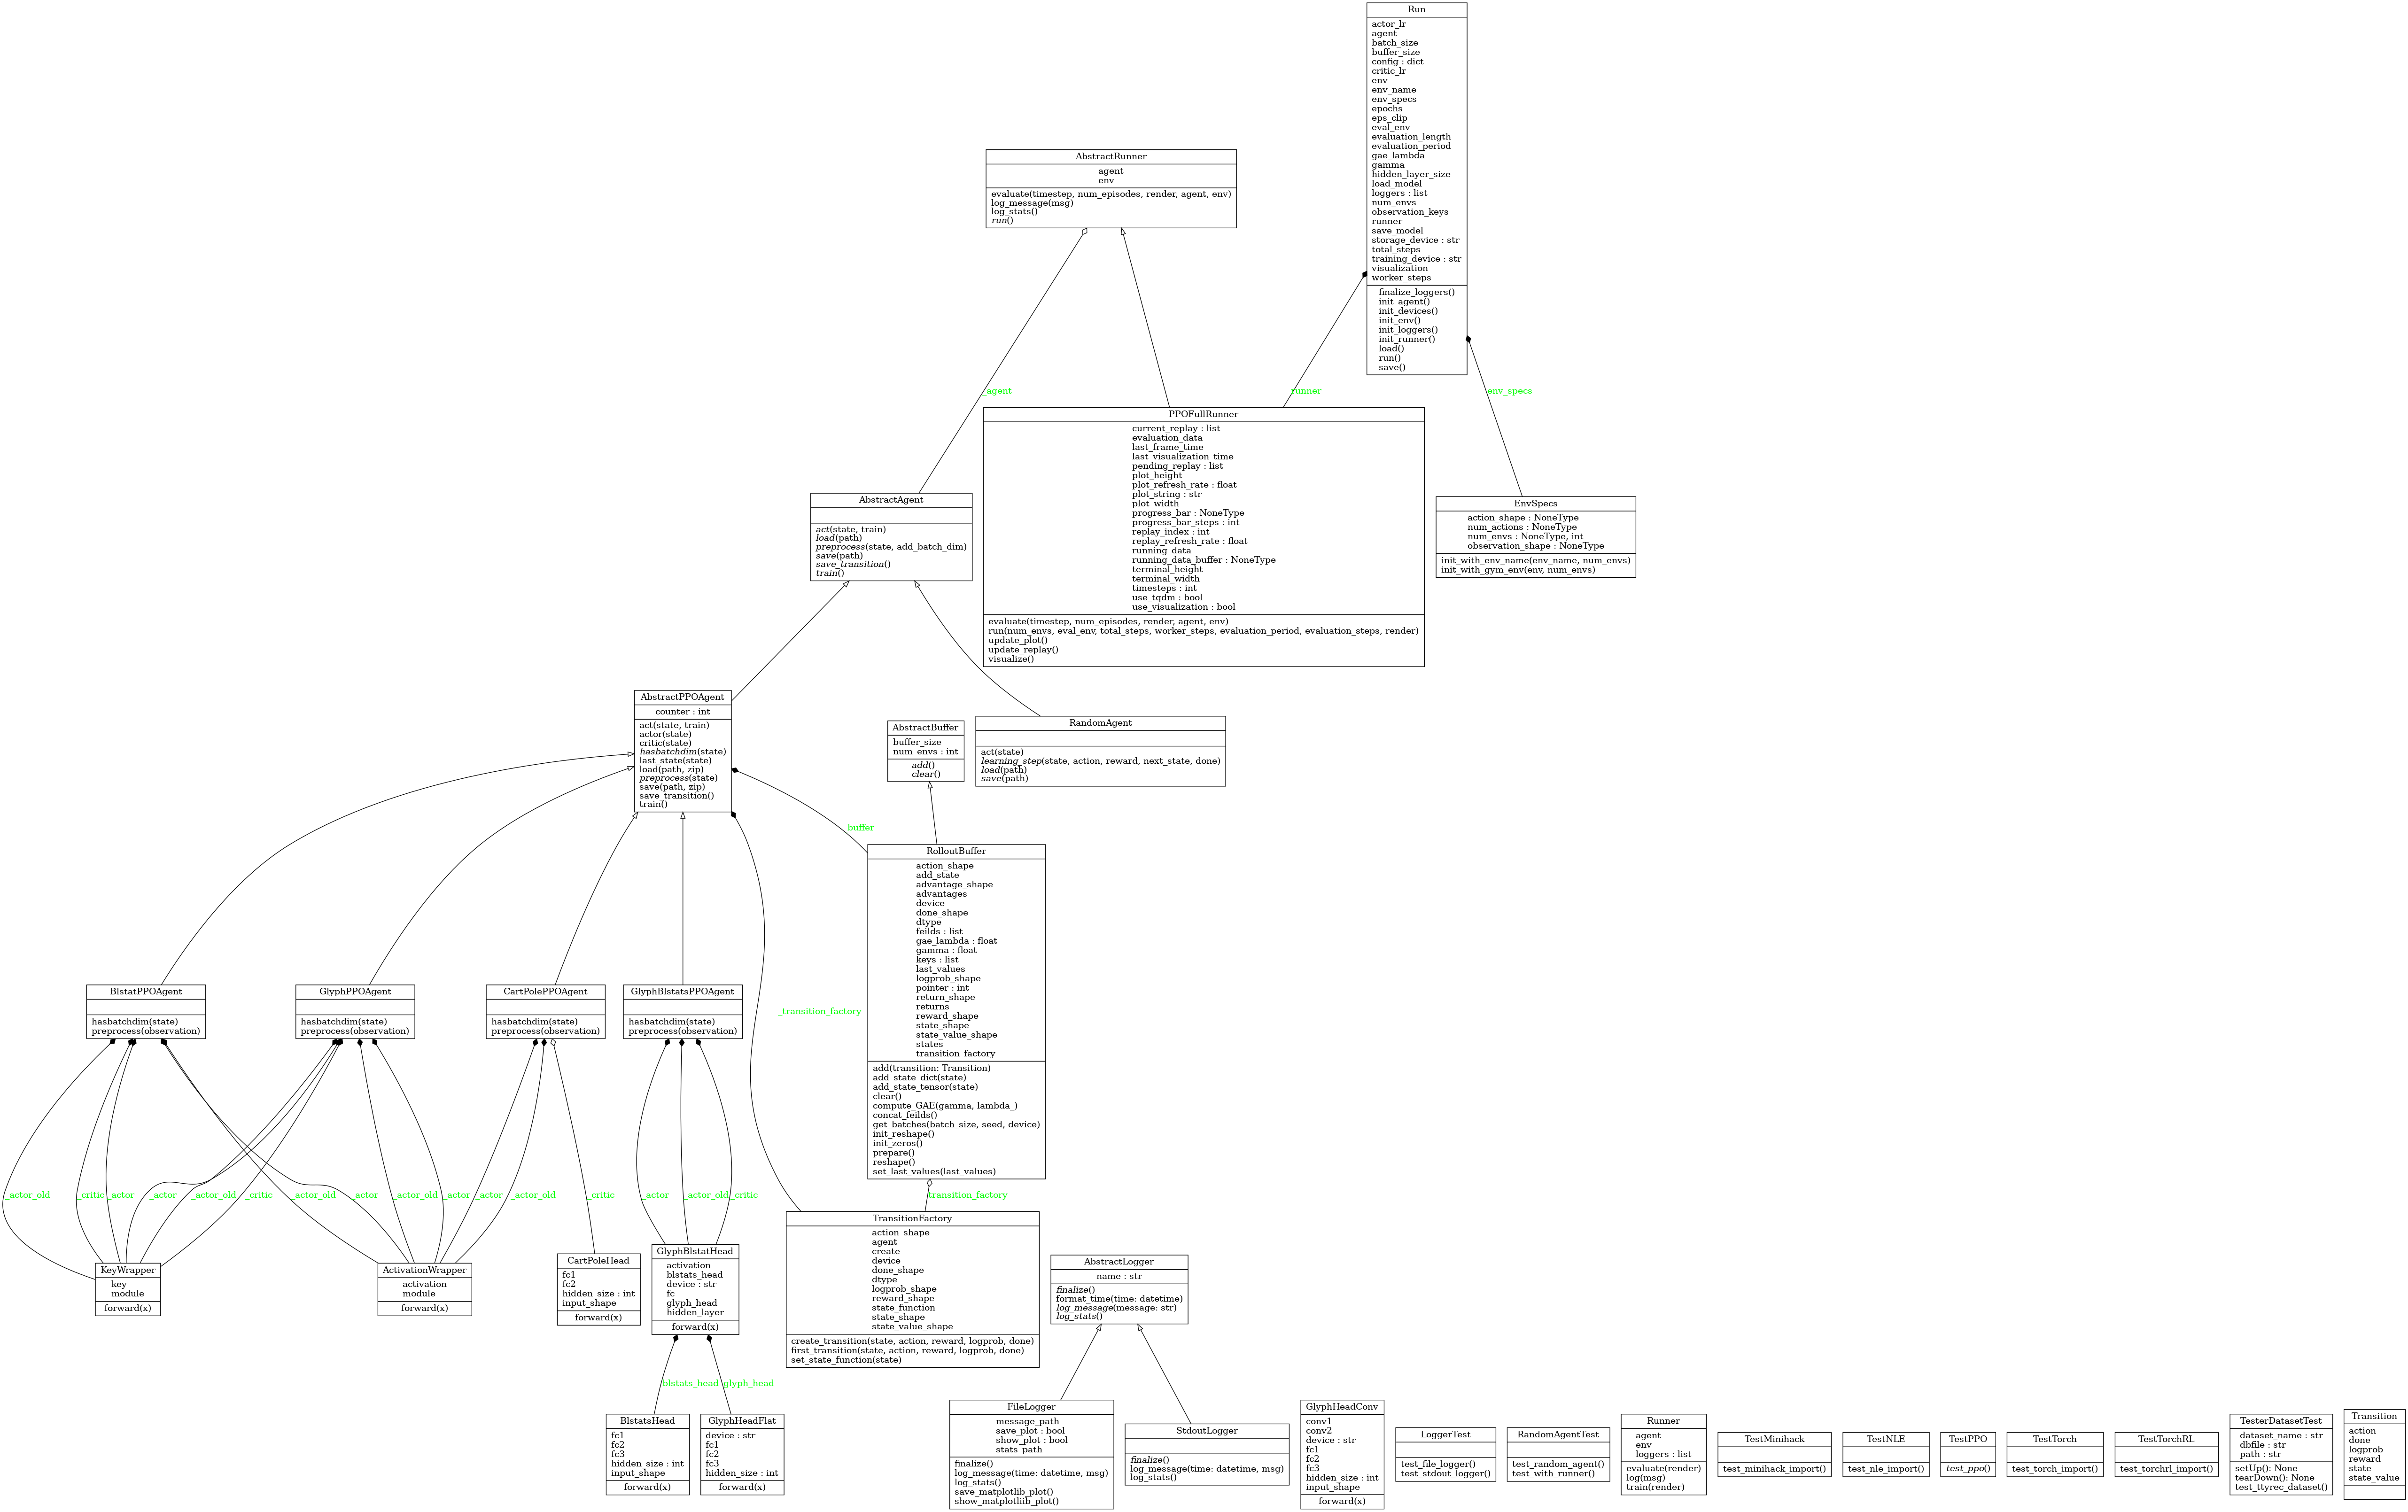 Run
actor_lr
agent
batch_size
buffer_size
config : dict
critic_lr
env
env_name
env_specs
epochs
eps_clip
eval_env
evaluation_length
evaluation_period
gae_lambda
gamma
hidden_layer_size
load_model
loggers : list
num_envs
observation_keys
runner
save_model
storage_device : str
total_steps
training_device : str
visualization
worker_steps
finalize_loggers()
init_agent()
init_devices()
init_env()
init_loggers()
init_runner()
load()
run()
save()
AbstractRunner
agent
env
evaluate(timestep, num_episodes, render, agent, env)
log_message(msg)
log_stats()
run()
_agent
runner
env_specs
PPOFullRunner
current_replay : list
evaluation_data
last_frame_time
last_visualization_time
pending_replay : list
plot_height
plot_refresh_rate : float
plot_string : str
plot_width
progress_bar : NoneType
progress_bar_steps : int
replay_index : int
replay_refresh_rate : float
running_data
running_data_buffer : NoneType
terminal_height
terminal_width
timesteps : int
use_tqdm : bool
use_visualization : bool
evaluate(timestep, num_episodes, render, agent, env)
run(num_envs, eval_env, total_steps, worker_steps, evaluation_period, evaluation_steps, render)
update_plot()
update_replay()
visualize()
AbstractAgent
act(state, train)
load(path)
preprocess(state, add_batch_dim)
save(path)
save_transition()
train()
EnvSpecs
action_shape : NoneType
num_actions : NoneType
num_envs : NoneType, int
observation_shape : NoneType
init_with_env_name(env_name, num_envs)
init_with_gym_env(env, num_envs)
AbstractPPOAgent
counter : int
act(state, train)
actor(state)
critic(state)
hasbatchdim(state)
last_state(state)
load(path, zip)
preprocess(state)
save(path, zip)
save_transition()
train()
AbstractBuffer
buffer_size
num_envs : int
add()
clear()
RandomAgent
act(state)
learning_step(state, action, reward, next_state, done)
load(path)
save(path)
_buffer
RolloutBuffer
action_shape
add_state
advantage_shape
advantages
device
done_shape
dtype
feilds : list
gae_lambda : float
gamma : float
keys : list
last_values
logprob_shape
pointer : int
return_shape
returns
reward_shape
state_shape
state_value_shape
states
transition_factory
add(transition: Transition)
add_state_dict(state)
add_state_tensor(state)
clear()
compute_GAE(gamma, lambda_)
concat_feilds()
get_batches(batch_size, seed, device)
init_reshape()
init_zeros()
prepare()
reshape()
set_last_values(last_values)
BlstatPPOAgent
hasbatchdim(state)
preprocess(observation)
GlyphPPOAgent
hasbatchdim(state)
preprocess(observation)
CartPolePPOAgent
hasbatchdim(state)
preprocess(observation)
GlyphBlstatsPPOAgent
hasbatchdim(state)
preprocess(observation)
_transition_factory
_actor_old
_critic
_actor
_actor
_actor_old
_critic
_actor_old
_actor
_actor_old
_actor
_actor
_actor_old
_critic
_actor
_actor_old
_critic
transition_factory
KeyWrapper
key
module
forward(x)
ActivationWrapper
activation
module
forward(x)
CartPoleHead
fc1
fc2
hidden_size : int
input_shape
forward(x)
GlyphBlstatHead
activation
blstats_head
device : str
fc
glyph_head
hidden_layer
forward(x)
TransitionFactory
action_shape
agent
create
device
done_shape
dtype
logprob_shape
reward_shape
state_function
state_shape
state_value_shape
create_transition(state, action, reward, logprob, done)
first_transition(state, action, reward, logprob, done)
set_state_function(state)
AbstractLogger
name : str
finalize()
format_time(time: datetime)
log_message(message: str)
log_stats()
blstats_head
glyph_head
BlstatsHead
fc1
fc2
fc3
hidden_size : int
input_shape
forward(x)
GlyphHeadFlat
device : str
fc1
fc2
fc3
hidden_size : int
forward(x)
FileLogger
message_path
save_plot : bool
show_plot : bool
stats_path
finalize()
log_message(time: datetime, msg)
log_stats()
save_matplotlib_plot()
show_matplotliib_plot()
StdoutLogger
finalize()
log_message(time: datetime, msg)
log_stats()
GlyphHeadConv
conv1
conv2
device : str
fc1
fc2
fc3
hidden_size : int
input_shape
forward(x)
LoggerTest
test_file_logger()
test_stdout_logger()
RandomAgentTest
test_random_agent()
test_with_runner()
Runner
agent
env
loggers : list
evaluate(render)
log(msg)
train(render)
TestMinihack
test_minihack_import()
TestNLE
test_nle_import()
TestPPO
test_ppo()
TestTorch
test_torch_import()
TestTorchRL
test_torchrl_import()
TesterDatasetTest
dataset_name : str
dbfile : str
path : str
setUp(): None
tearDown(): None
test_ttyrec_dataset()
Transition
action
done
logprob
reward
state
state_value